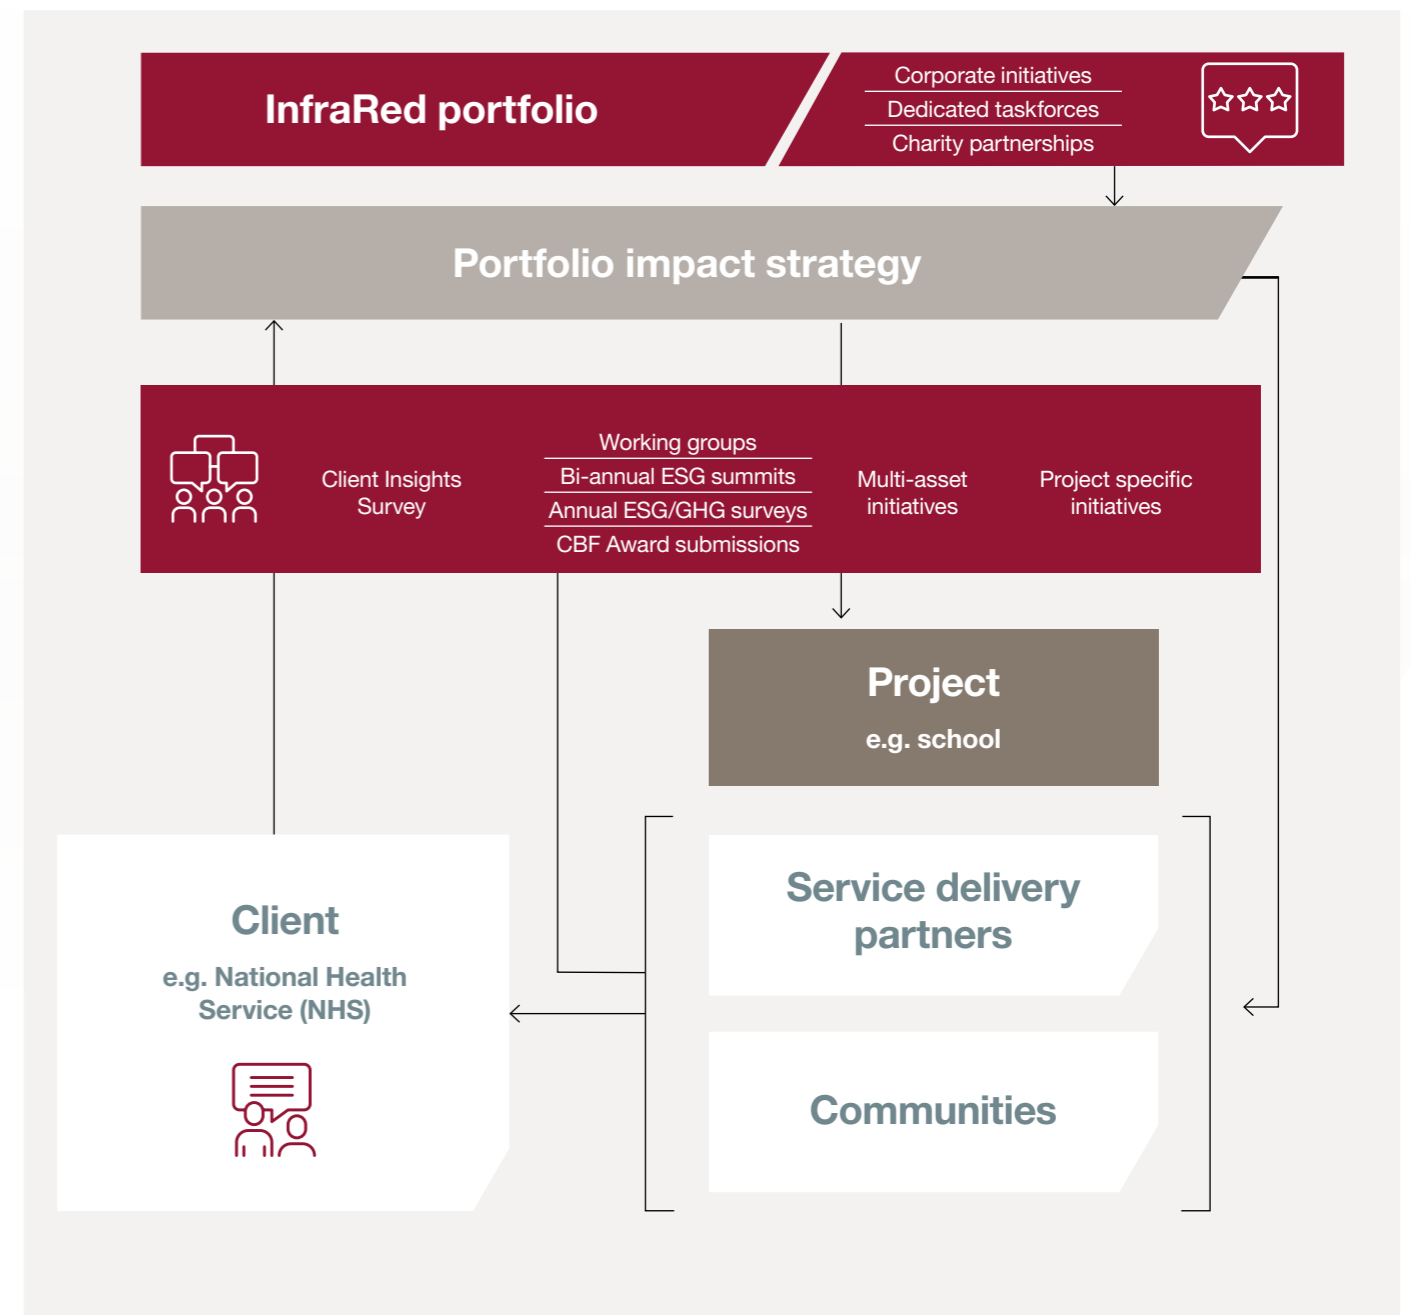 InfraRed portfolio
Corporate initiatives
Dedicated taskforces
Charity partnerships
Portfolio impact strategy
Client Insights
Survey
Working groups
Bi-annual ESG summits
Annual ESG/GHG surveys
CBF Award submissions
Multi-asset
initiatives
Project specific
initiatives
Project
e.g. school
Client
e.g. National Health
Service (NHS)
Service delivery
partners
Communities